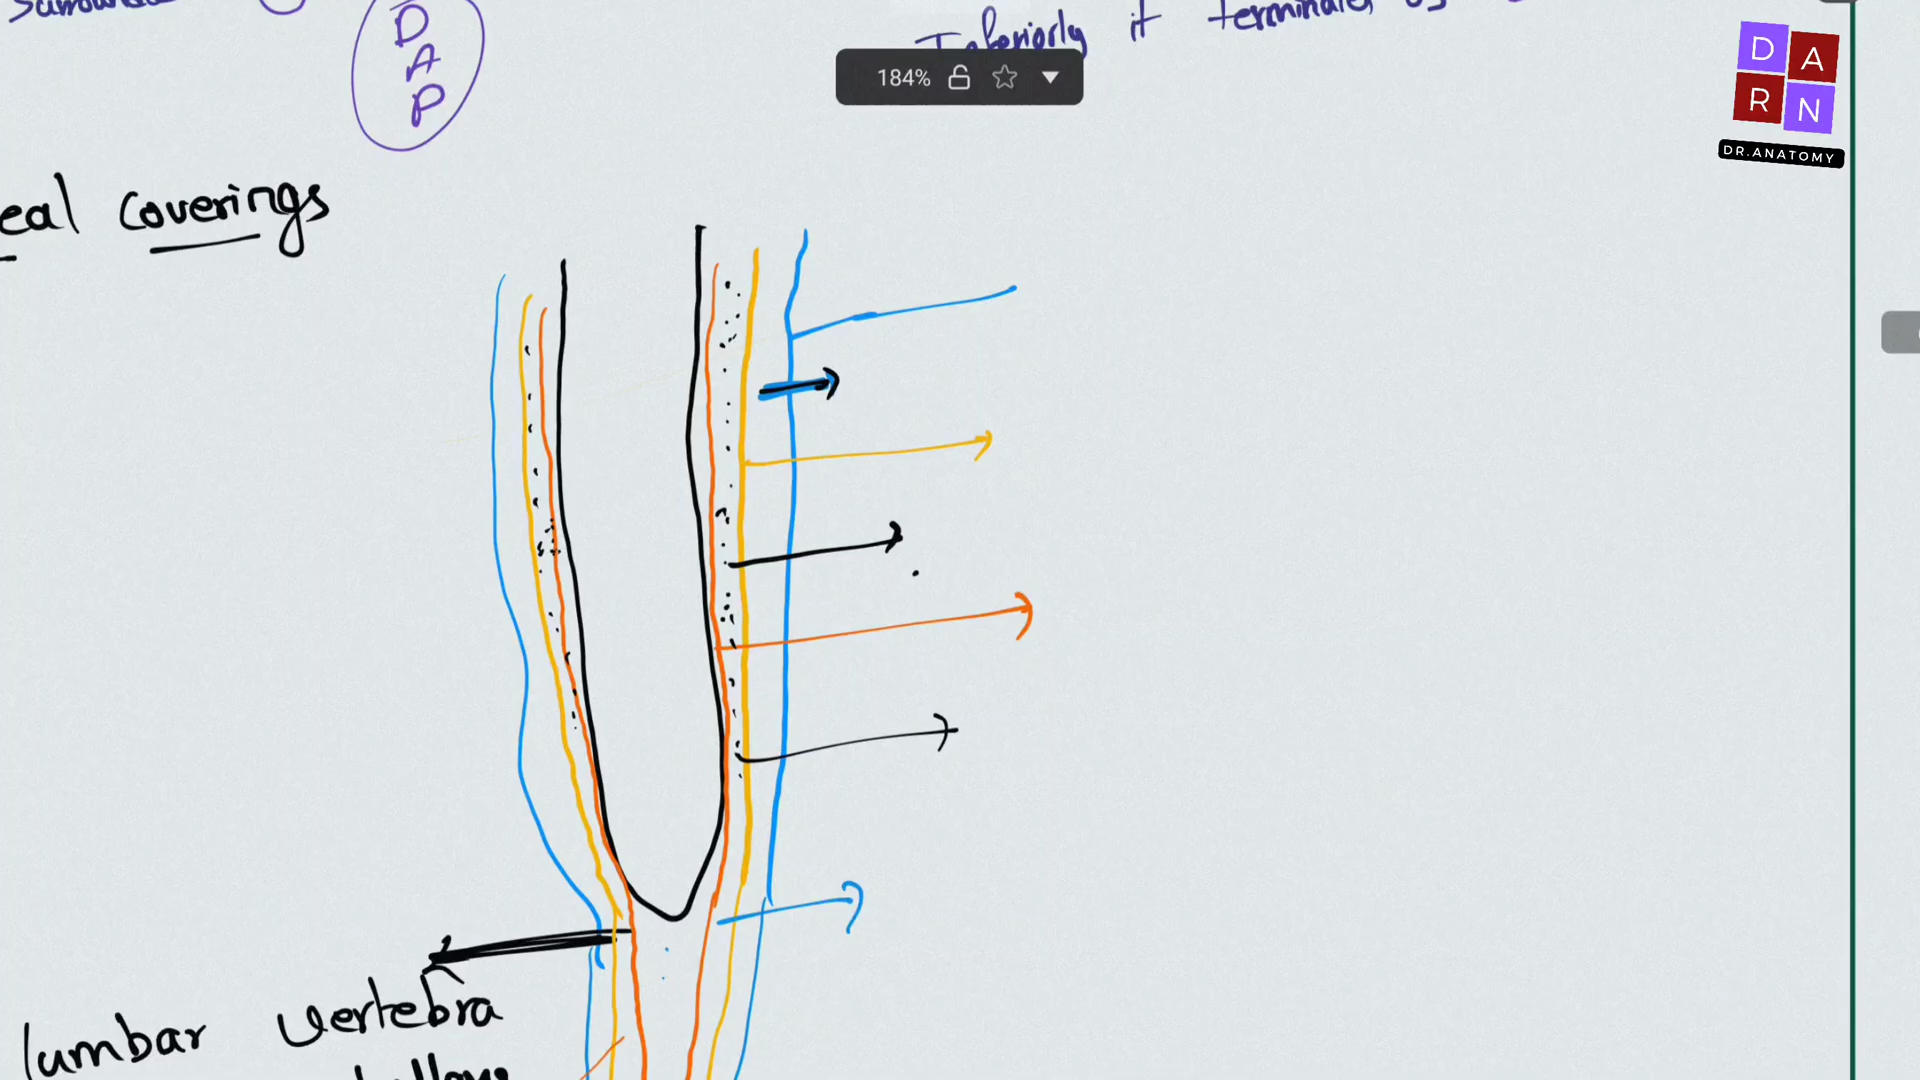 D
A
P
Inferiorly it terminates
184%
D A
R N
DR.ANATOMY
eal coverings
lumbar vertebra